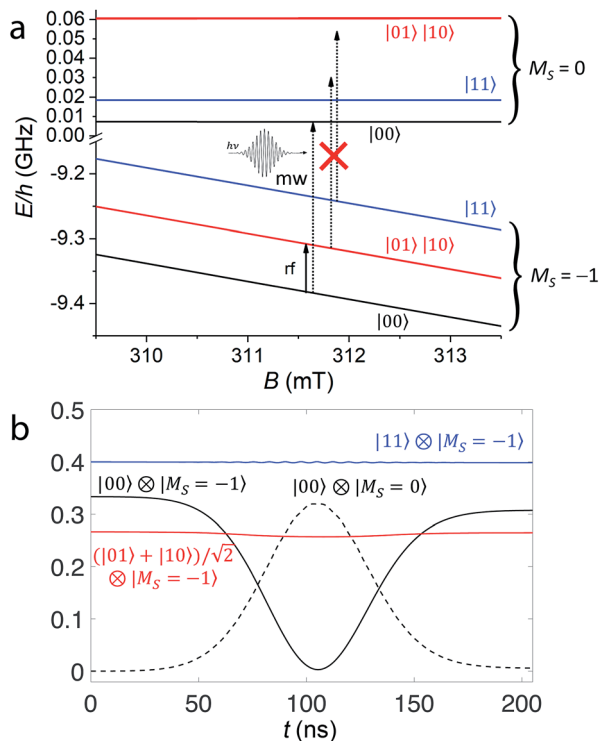 a
0.06
0.05
0.04
0.03
0.02
0.01
0.00
-9.2
-9.3
-9.4
E/h (GHz)
|01⟩ |10⟩
|11⟩
|00⟩
M_S = 0
hν
mw
rf
|11⟩
|01⟩ |10⟩
|00⟩
M_S = −1
310 311 312 313
B (mT)
b
0.5
0.4
0.3
0.2
0.1
0
|11⟩ ⊗ |M_S = −1⟩
|00⟩ ⊗ |M_S = −1⟩ |00⟩ ⊗ |M_S = 0⟩
(|01⟩ + |10⟩)/√2
⊗ |M_S = −1⟩
0 50 100 150 200
t (ns)